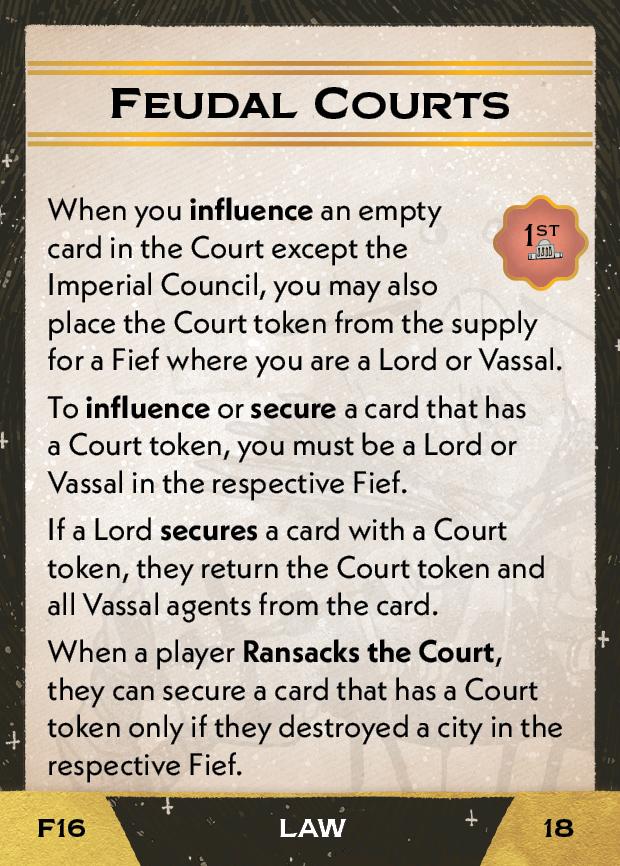 FEUDAL COURTS
When you influence an empty
card in the Court except the
Imperial Council, you may also
place the Court token from the supply
for a Fief where you are a Lord or Vassal.
1ST
To influence or secure a card that has
a Court token, you must be a Lord or
Vassal in the respective Fief.
If a Lord secures a card with a Court
token, they return the Court token and
all Vassal agents from the card.
When a player Ransacks the Court,
they can secure a card that has a Court
token only if they destroyed a city in the
respective Fief.
F16 LAW 18